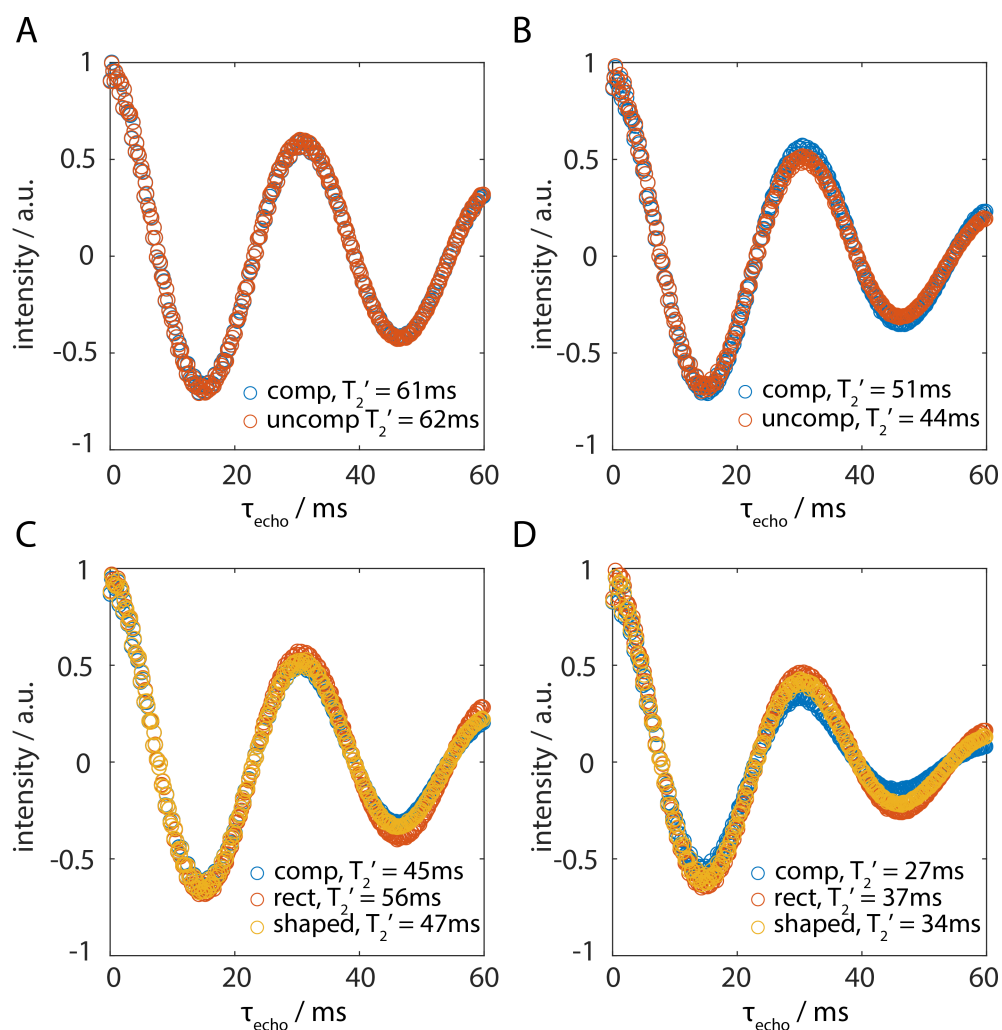 A
1
0.5
0
-0.5
-1
intensity / a.u.
comp, T₂′ = 61ms
uncomp T₂′ = 62ms
0 20 40 60
τecho / ms
B
1
0.5
0
-0.5
-1
intensity / a.u.
comp, T₂′ = 51ms
uncomp, T₂′ = 44ms
0 20 40 60
τecho / ms
C
1
0.5
0
-0.5
-1
intensity / a.u.
comp, T₂′ = 45ms
rect, T₂′ = 56ms
shaped, T₂′ = 47ms
0 20 40 60
τecho / ms
D
1
0.5
0
-0.5
-1
intensity / a.u.
comp, T₂′ = 27ms
rect, T₂′ = 37ms
shaped, T₂′ = 34ms
0 20 40 60
τecho / ms